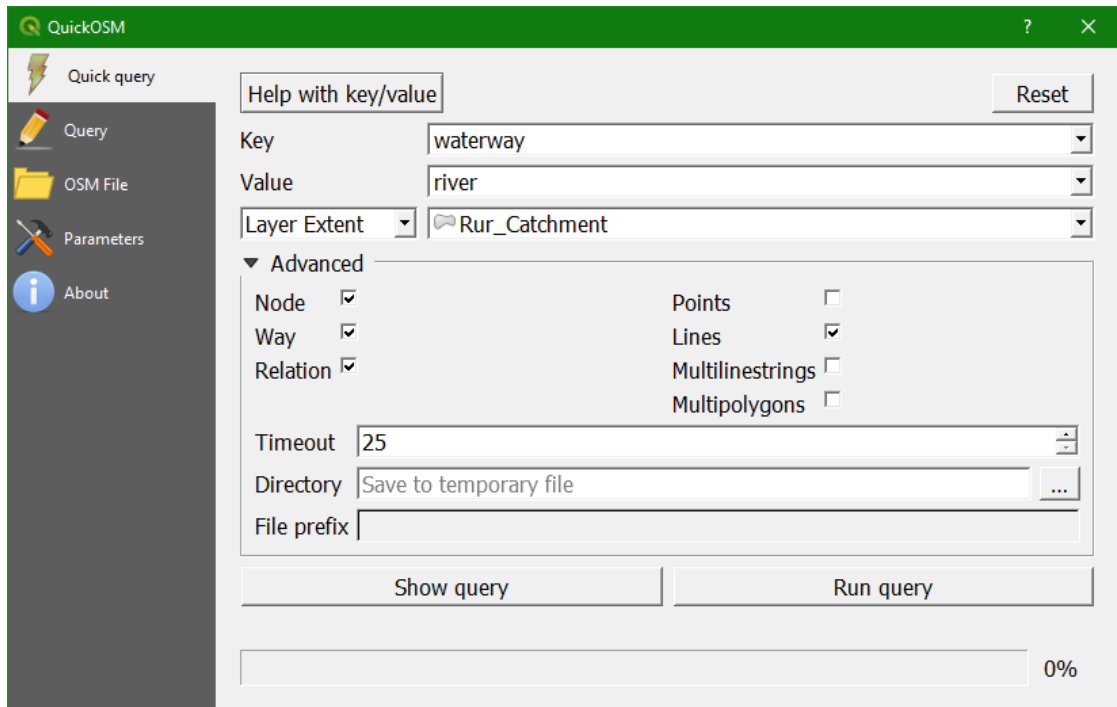 QuickOSM
?
Quick query
Query
OSM File
Parameters
About
Help with key/value
Reset
Key
waterway
Value
river
Layer Extent
Rur_Catchment
Advanced
Node
Points
Way
Lines
Relation
Multilinestrings
Multipolygons
Timeout
25
Directory
Save to temporary file
...
File prefix
Show query
Run query
0%